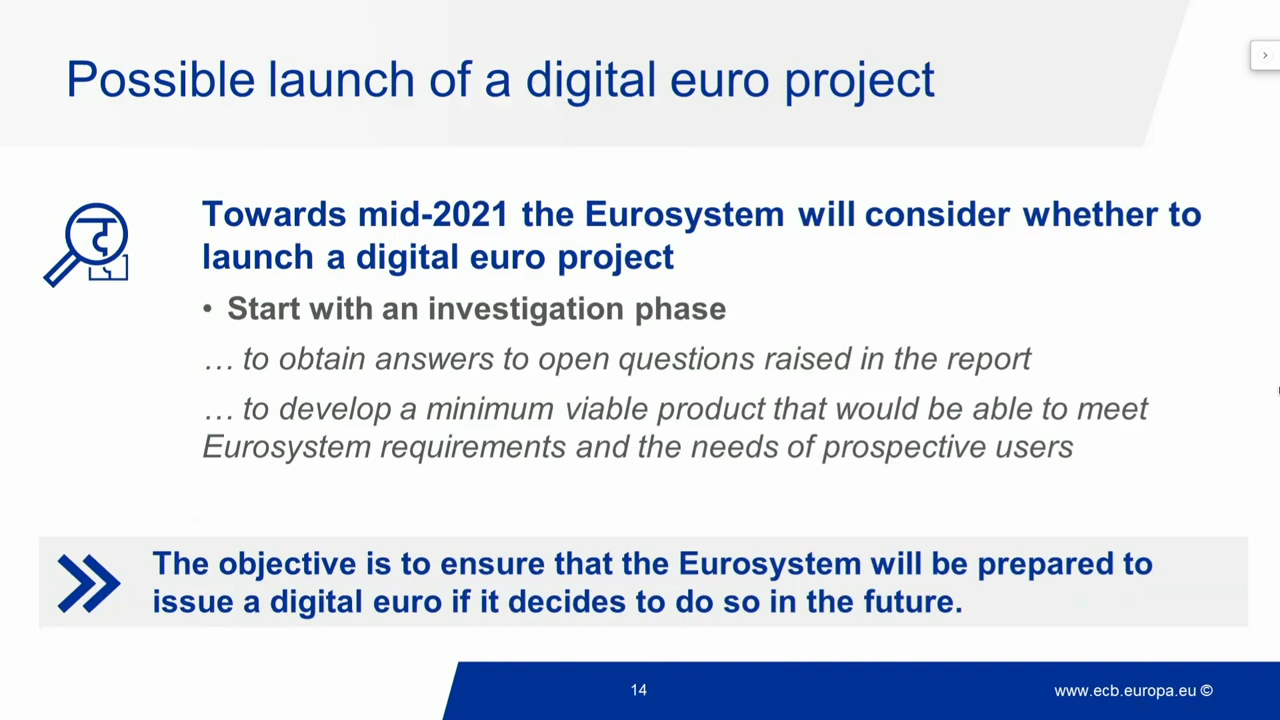 Possible launch of a digital euro project
Towards mid-2021 the Eurosystem will consider whether to
launch a digital euro project
• Start with an investigation phase
… to obtain answers to open questions raised in the report
… to develop a minimum viable product that would be able to meet
Eurosystem requirements and the needs of prospective users
The objective is to ensure that the Eurosystem will be prepared to
issue a digital euro if it decides to do so in the future.
14
www.ecb.europa.eu ©